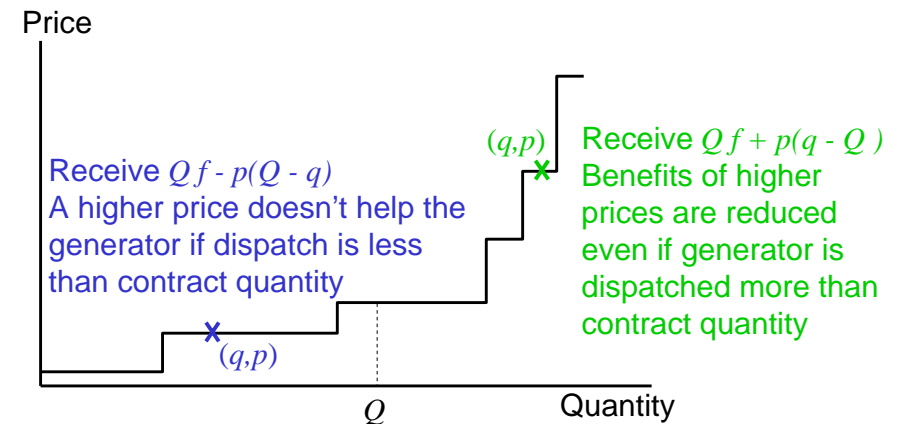 Price
Receive Q f - p(Q - q)
A higher price doesn't help the
generator if dispatch is less
than contract quantity
(q,p)
(q,p)
Receive Q f + p(q - Q )
Benefits of higher
prices are reduced
even if generator is
dispatched more than
contract quantity
Q
Quantity